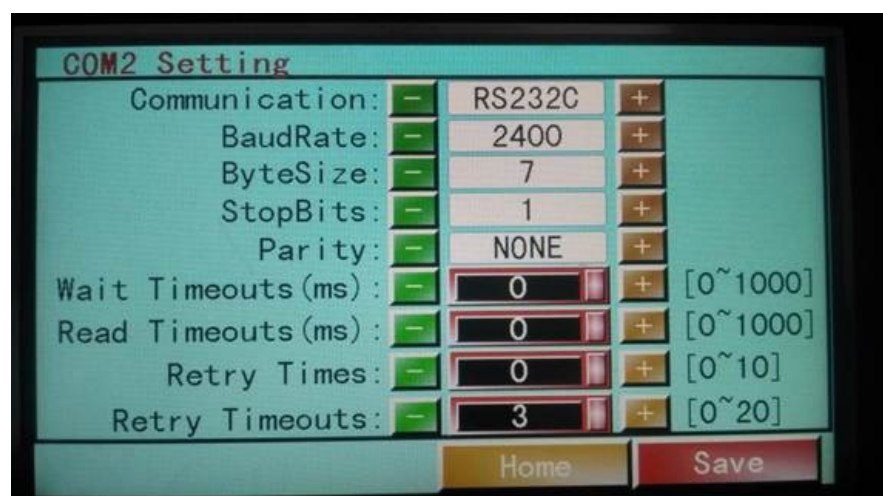 COM2 Setting
Communication: - RS232C +
BaudRate: - 2400 +
ByteSize: - 7 +
StopBits: - 1 +
Parity: - NONE +
Wait Timeouts(ms): - 0 + [0~1000]
Read Timeouts(ms): - 0 + [0~1000]
Retry Times: - 0 + [0~10]
Retry Timeouts: - 3 + [0~20]
Home Save